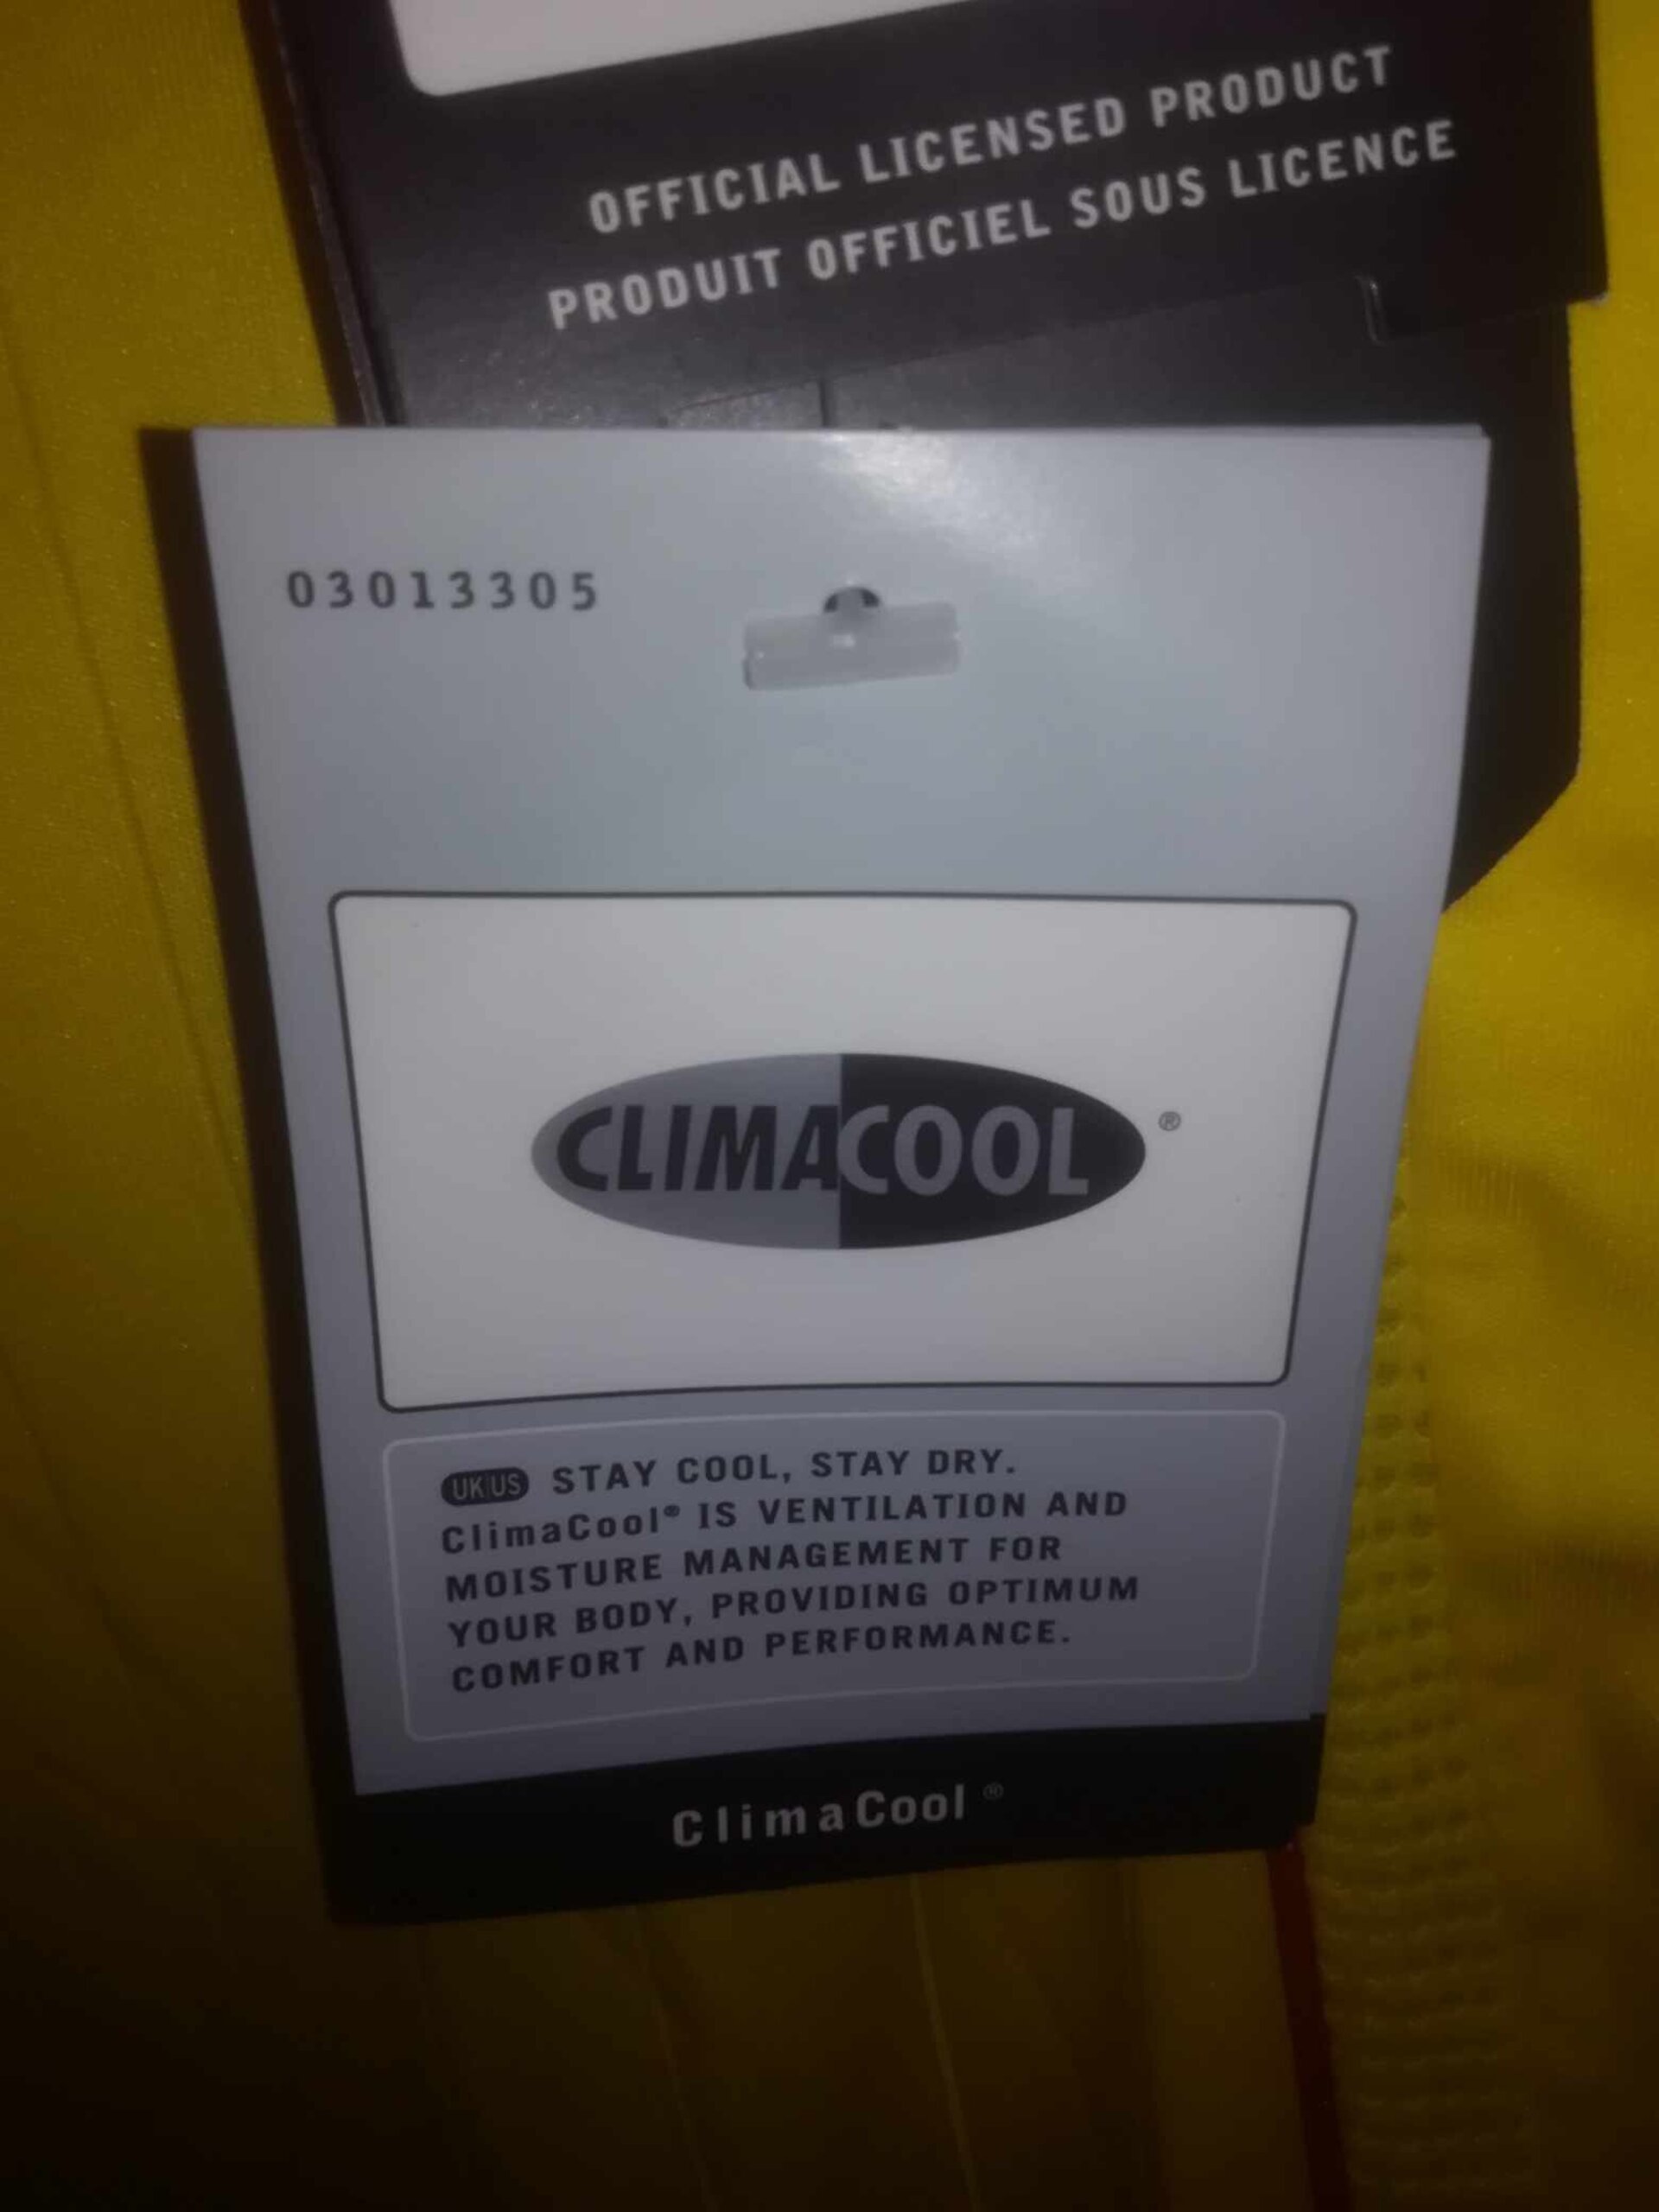 OFFICIAL LICENSED PRODUCT
PRODUIT OFFICIEL SOUS LICENCE
03013305
CLIMACOOL®
UK|US STAY COOL, STAY DRY.
ClimaCool® IS VENTILATION AND
MOISTURE MANAGEMENT FOR
YOUR BODY, PROVIDING OPTIMUM
COMFORT AND PERFORMANCE.
ClimaCool®